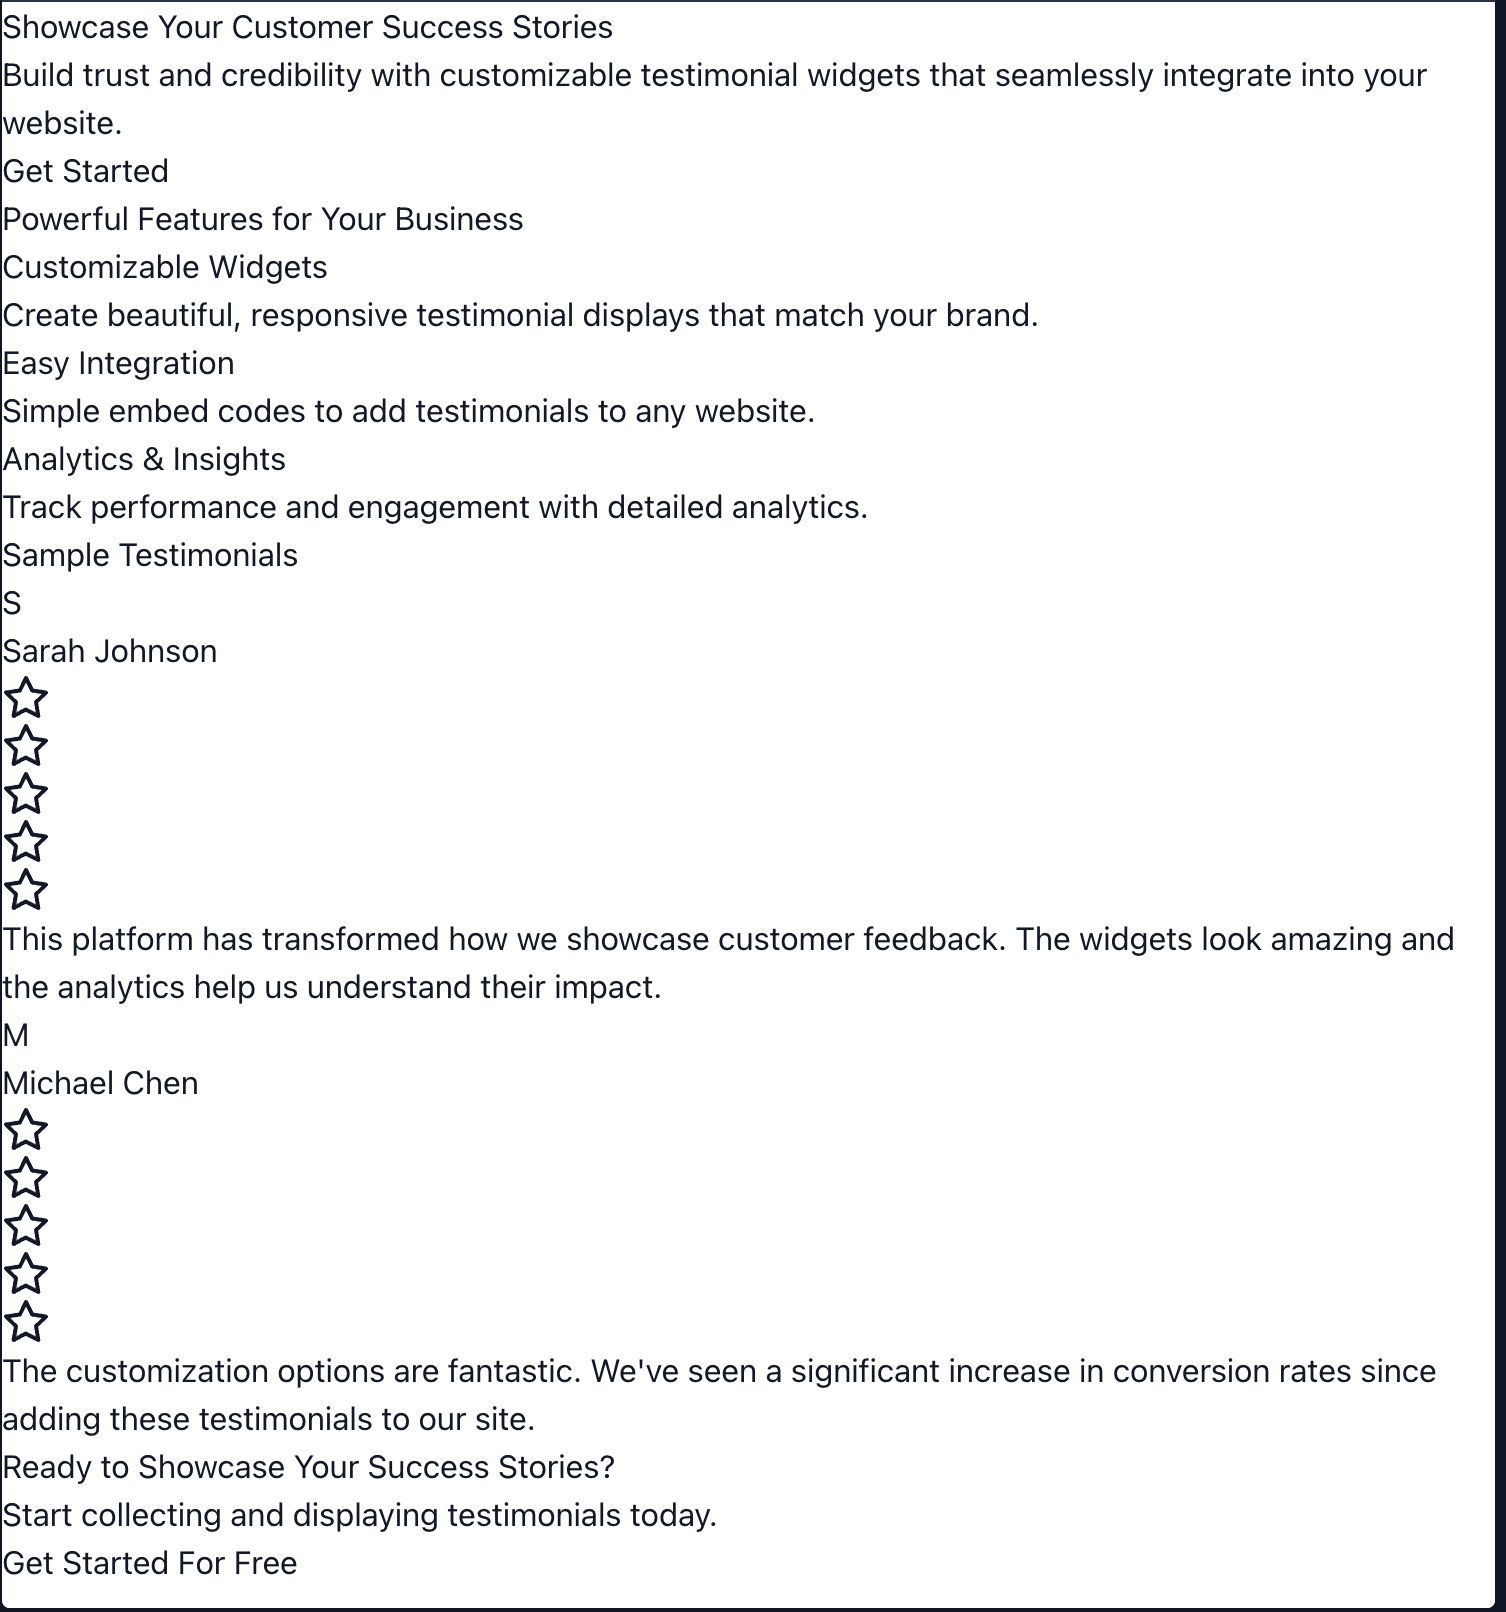 Showcase Your Customer Success Stories
Build trust and credibility with customizable testimonial widgets that seamlessly integrate into your
website.
Get Started
Powerful Features for Your Business
Customizable Widgets
Create beautiful, responsive testimonial displays that match your brand.
Easy Integration
Simple embed codes to add testimonials to any website.
Analytics & Insights
Track performance and engagement with detailed analytics.
Sample Testimonials
S
Sarah Johnson
This platform has transformed how we showcase customer feedback. The widgets look amazing and
the analytics help us understand their impact.
M
Michael Chen
The customization options are fantastic. We've seen a significant increase in conversion rates since
adding these testimonials to our site.
Ready to Showcase Your Success Stories?
Start collecting and displaying testimonials today.
Get Started For Free